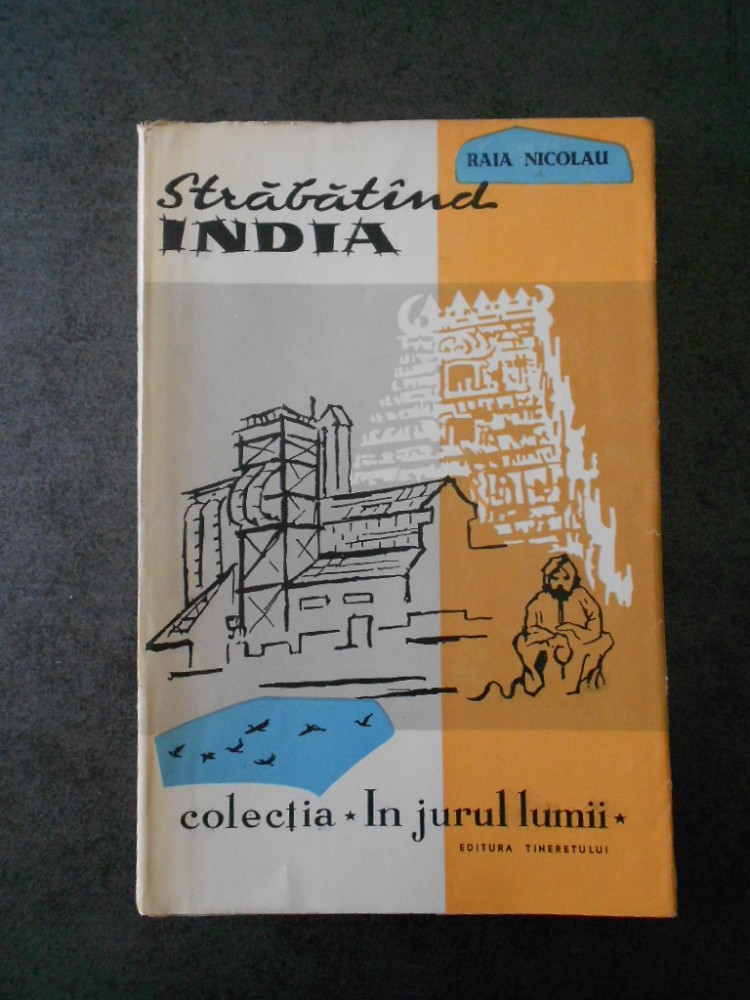 RAIA NICOLAU
Străbătînd
INDIA
colecția ⋆ In jurul lumii ⋆
EDITURA TINERETULUI